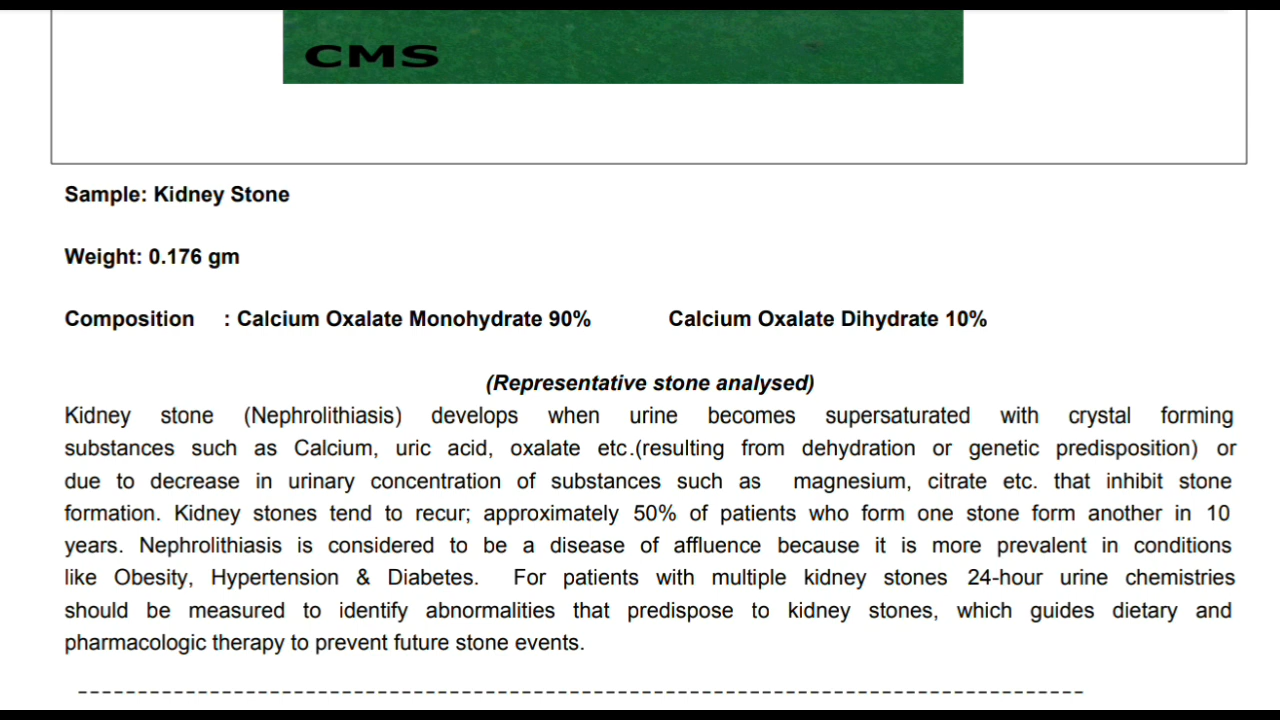 CMS
Sample: Kidney Stone
Weight: 0.176 gm
Composition : Calcium Oxalate Monohydrate 90% Calcium Oxalate Dihydrate 10%
(Representative stone analysed)
Kidney stone (Nephrolithiasis) develops when urine becomes supersaturated with crystal forming
substances such as Calcium, uric acid, oxalate etc.(resulting from dehydration or genetic predisposition) or
due to decrease in urinary concentration of substances such as magnesium, citrate etc. that inhibit stone
formation. Kidney stones tend to recur; approximately 50% of patients who form one stone form another in 10
years. Nephrolithiasis is considered to be a disease of affluence because it is more prevalent in conditions
like Obesity, Hypertension & Diabetes. For patients with multiple kidney stones 24-hour urine chemistries
should be measured to identify abnormalities that predispose to kidney stones, which guides dietary and
pharmacologic therapy to prevent future stone events.